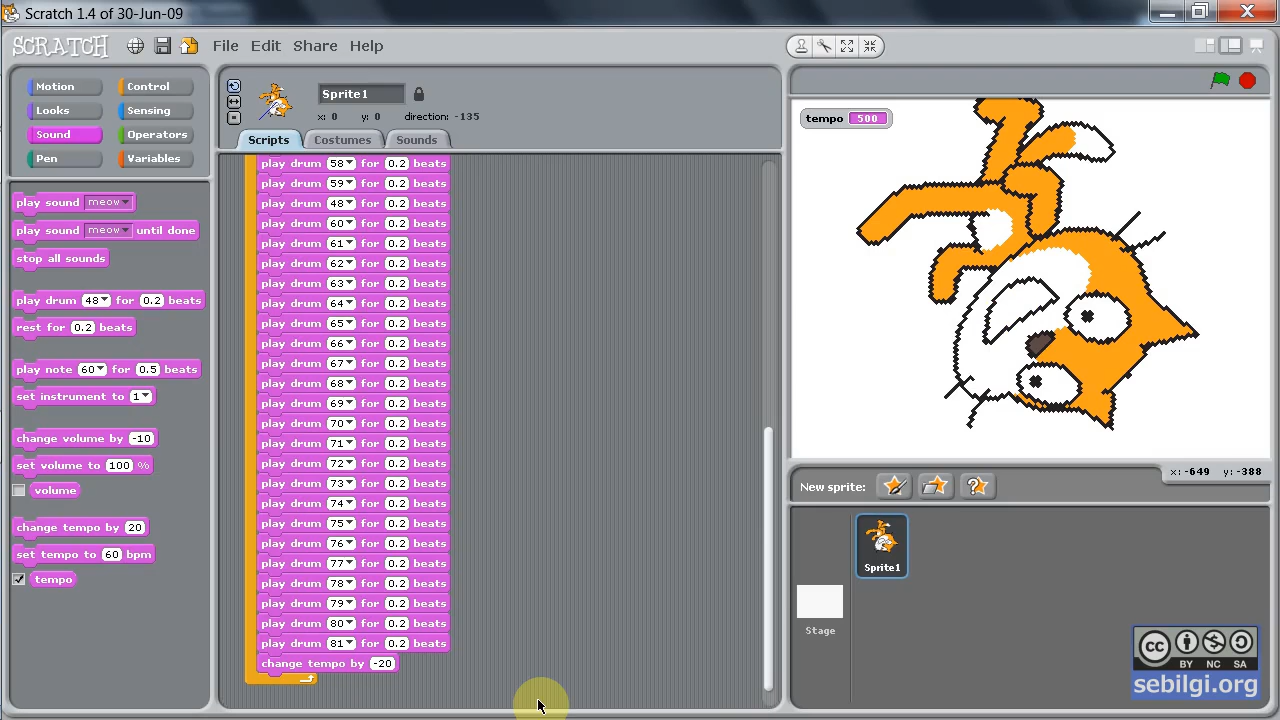 Scratch 1.4 of 30-Jun-09
SCRATCH File Edit Share Help
Motion Control
Looks Sensing
Sound Operators
Pen Variables
play sound meow
play sound meow until done
stop all sounds
play drum 48 for 0.2 beats
rest for 0.2 beats
play note 60 for 0.5 beats
set instrument to 1
change volume by -10
set volume to 100 %
volume
change tempo by 20
set tempo to 60 bpm
tempo
Sprite1
x: 0 y: 0 direction: -135
Scripts Costumes Sounds
play drum 58 for 0.2 beats
play drum 59 for 0.2 beats
play drum 48 for 0.2 beats
play drum 60 for 0.2 beats
play drum 61 for 0.2 beats
play drum 62 for 0.2 beats
play drum 63 for 0.2 beats
play drum 64 for 0.2 beats
play drum 65 for 0.2 beats
play drum 66 for 0.2 beats
play drum 67 for 0.2 beats
play drum 68 for 0.2 beats
play drum 69 for 0.2 beats
play drum 70 for 0.2 beats
play drum 71 for 0.2 beats
play drum 72 for 0.2 beats
play drum 73 for 0.2 beats
play drum 74 for 0.2 beats
play drum 75 for 0.2 beats
play drum 76 for 0.2 beats
play drum 77 for 0.2 beats
play drum 78 for 0.2 beats
play drum 79 for 0.2 beats
play drum 80 for 0.2 beats
play drum 81 for 0.2 beats
change tempo by -20
tempo 500
x: -649 y: -388
New sprite:
Sprite1
Stage
CC BY NC SA
sebilgi.org